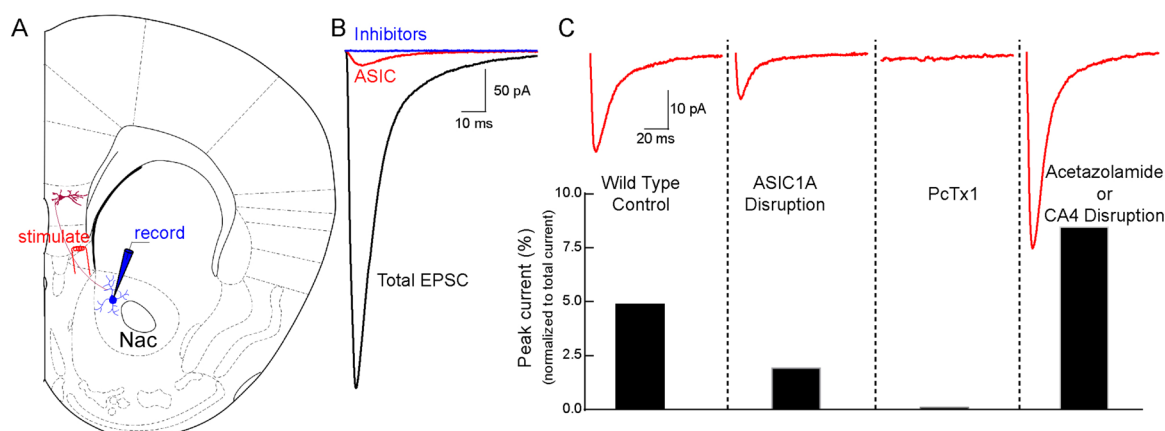 A
stimulate
record
Nac
B
Inhibitors
ASIC
50 pA
10 ms
Total EPSC
C
10 pA
20 ms
Wild Type
Control
ASIC1A
Disruption
PcTx1
Acetazolamide
or
CA4 Disruption
Peak current (%)
(normalized to total current)
10.0
7.5
5.0
2.5
0.0